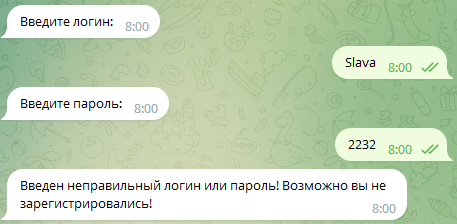 Введите логин: 8:00
Slava 8:00
Введите пароль: 8:00
2232 8:00
Введен неправильный логин или пароль! Возможно вы не
зарегистрировались! 8:00